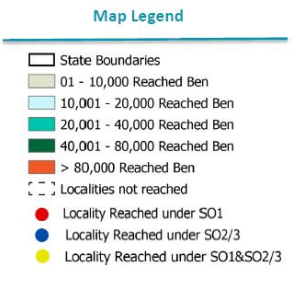 Map Legend
State Boundaries
01 - 10,000 Reached Ben
10,001 - 20,000 Reached Ben
20,001 - 40,000 Reached Ben
40,001 - 80,000 Reached Ben
> 80,000 Reached Ben
Localities not reached
Locality Reached under SO1
Locality Reached under SO2/3
Locality Reached under SO1&SO2/3